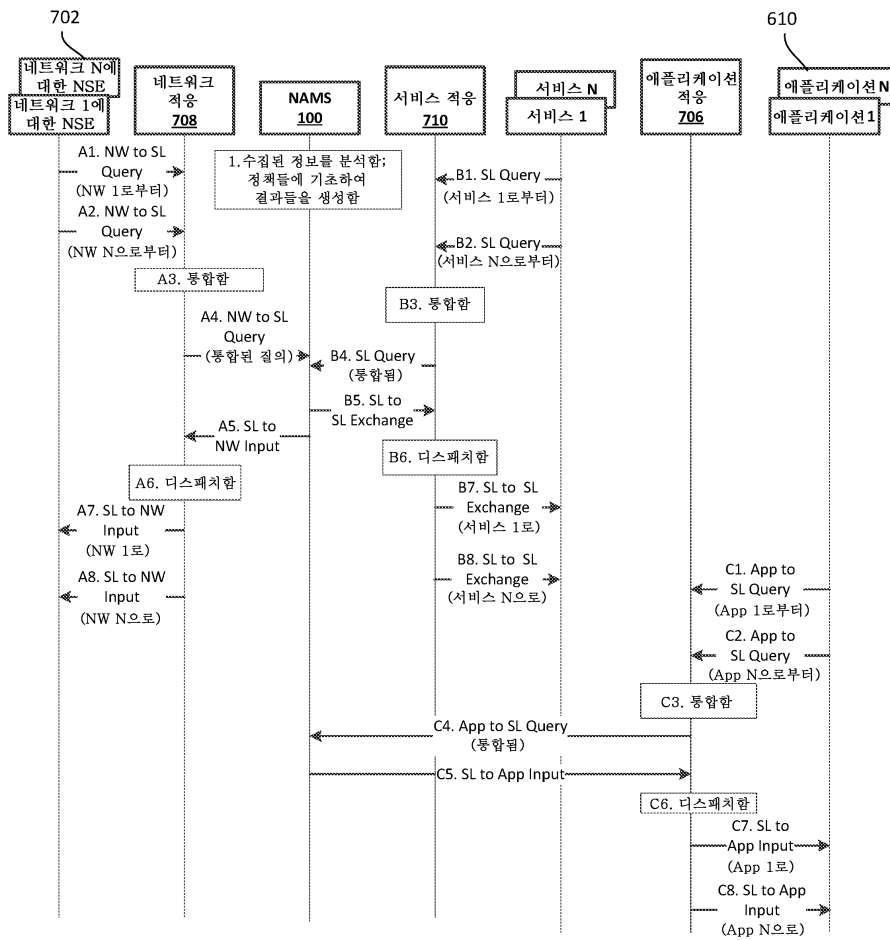 702
610
네트워크 N에
대한 NSE
네트워크 1에
대한 NSE
네트워크
적응
708
NAMS
100
서비스 적응
710
서비스 N
서비스 1
애플리케이션
적응
706
애플리케이션N
애플리케이션1
A1. NW to SL
Query
(NW 1로부터)
A2. NW to SL
Query
(NW N으로부터)
A3. 통합함
1.수집된 정보를 분석함;
정책들에 기초하여
결과들을 생성함
B1. SL Query
(서비스 1로부터)
B2. SL Query
(서비스 N으로부터)
B3. 통합함
A4. NW to SL
Query
(통합된 질의)
B4. SL Query
(통합됨)
B5. SL to
SL Exchange
A5. SL to
NW Input
B6. 디스패치함
A6. 디스패치함
A7. SL to NW
Input
(NW 1로)
A8. SL to NW
Input
(NW N으로)
B7. SL to SL
Exchange
(서비스 1로)
B8. SL to SL
Exchange
(서비스 N으로)
C1. App to
SL Query
(App 1로부터)
C2. App to
SL Query
(App N으로부터)
C3. 통합함
C4. App to SL Query
(통합됨)
C5. SL to App Input
C6. 디스패치함
C7. SL to
App Input
(App 1로)
C8. SL to App
Input
(App N으로)